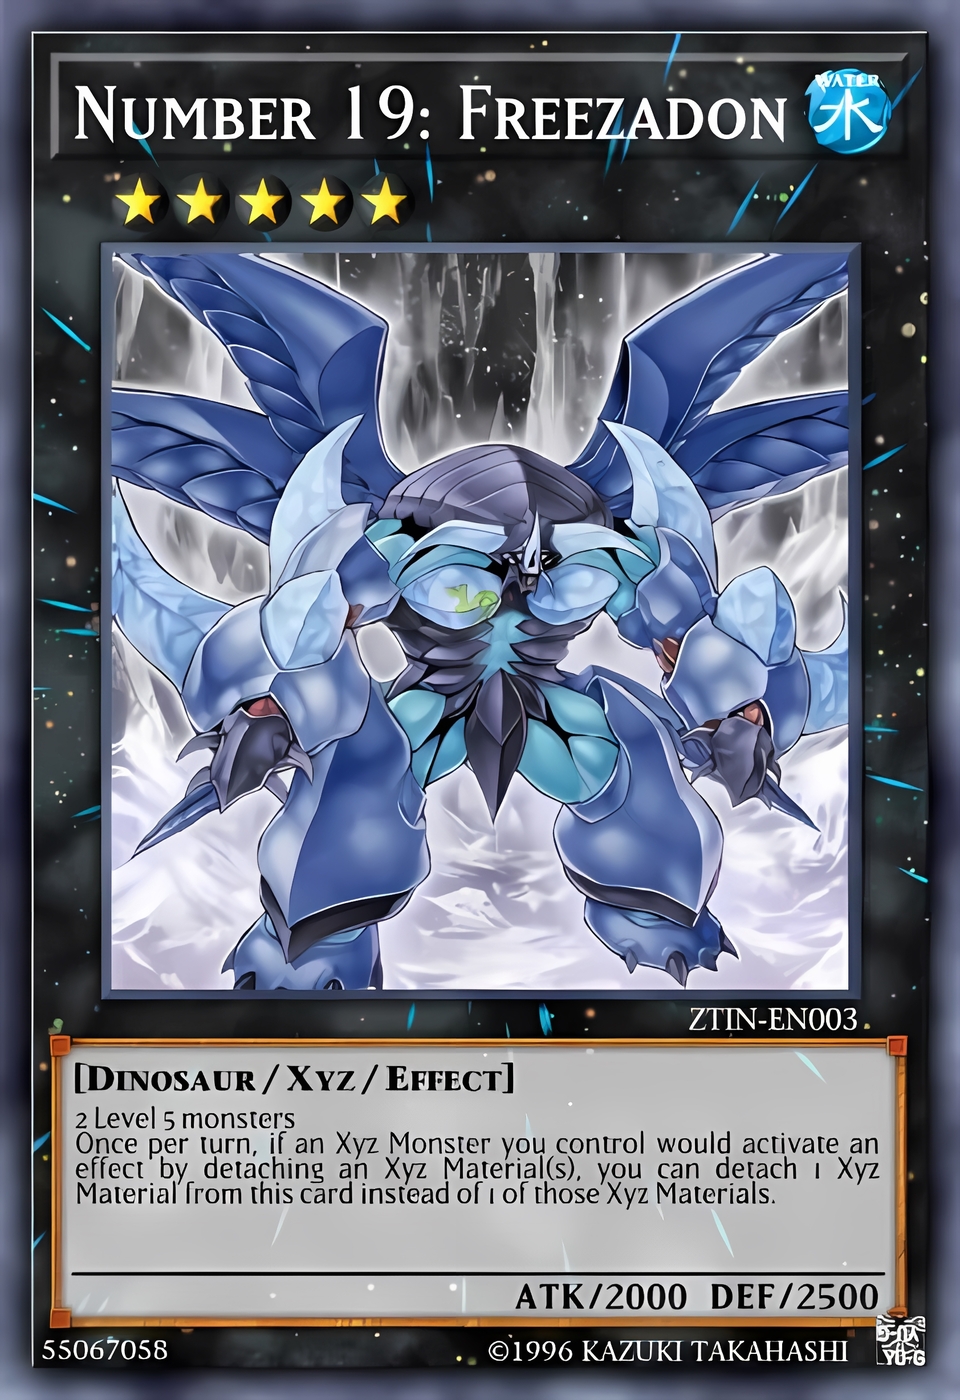 NUMBER 19: FREEZADON
WATER
水
ZTIN-EN003
[DINOSAUR / XYZ / EFFECT]
2 Level 5 monsters
Once per turn, if an Xyz Monster you control would activate an
effect by detaching an Xyz Material(s), you can detach 1 Xyz
Material from this card instead of 1 of those Xyz Materials.
ATK/2000 DEF/2500
55067058
©1996 KAZUKI TAKAHASHI